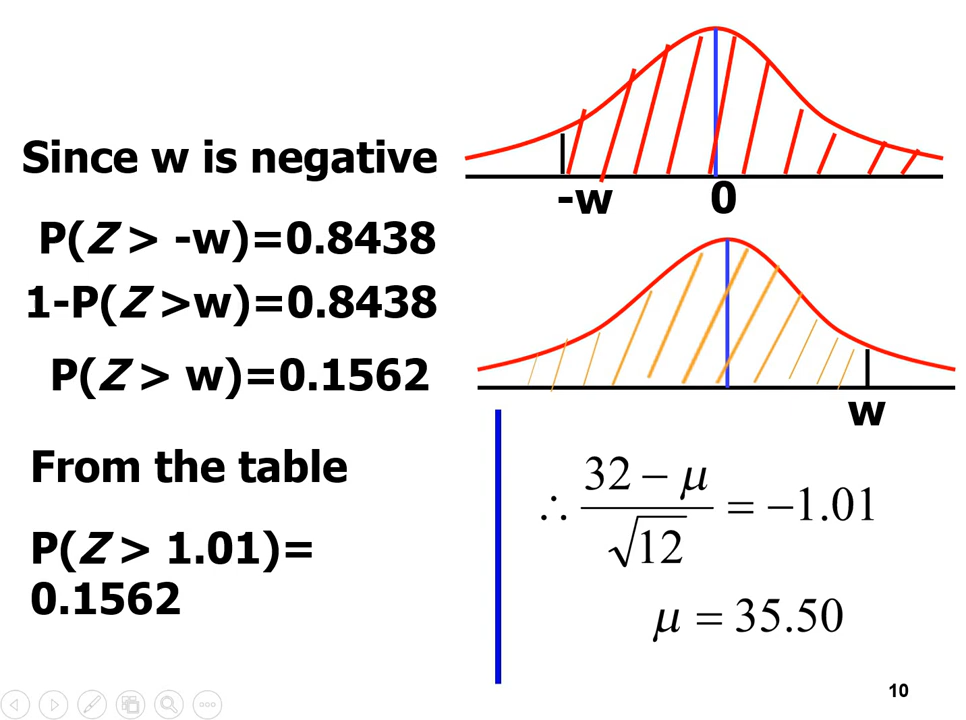 Since w is negative
-w 0
P(Z > -w)=0.8438
1-P(Z >w)=0.8438
P(Z > w)=0.1562
w
From the table
P(Z > 1.01)=
0.1562
∴ (32 − μ)/√12 = −1.01
μ = 35.50
10